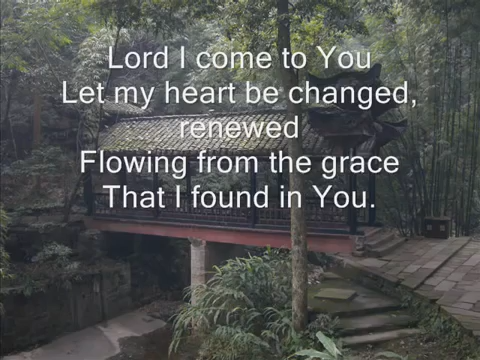 Lord I come to You
Let my heart be changed,
renewed
Flowing from the grace
That I found in You.